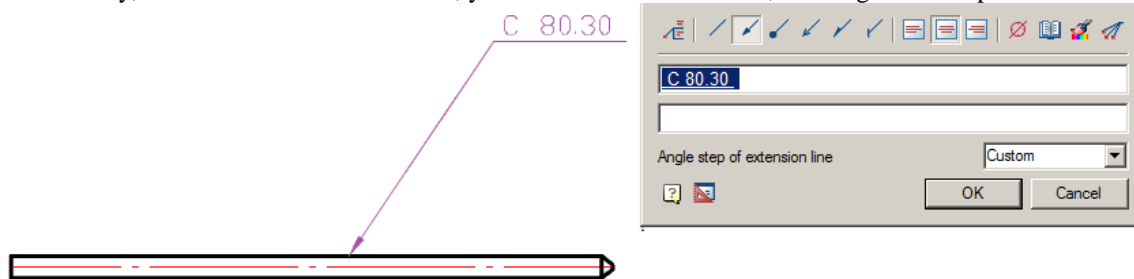 C 80.30
C 80.30
Angle step of extension line
Custom
OK
Cancel